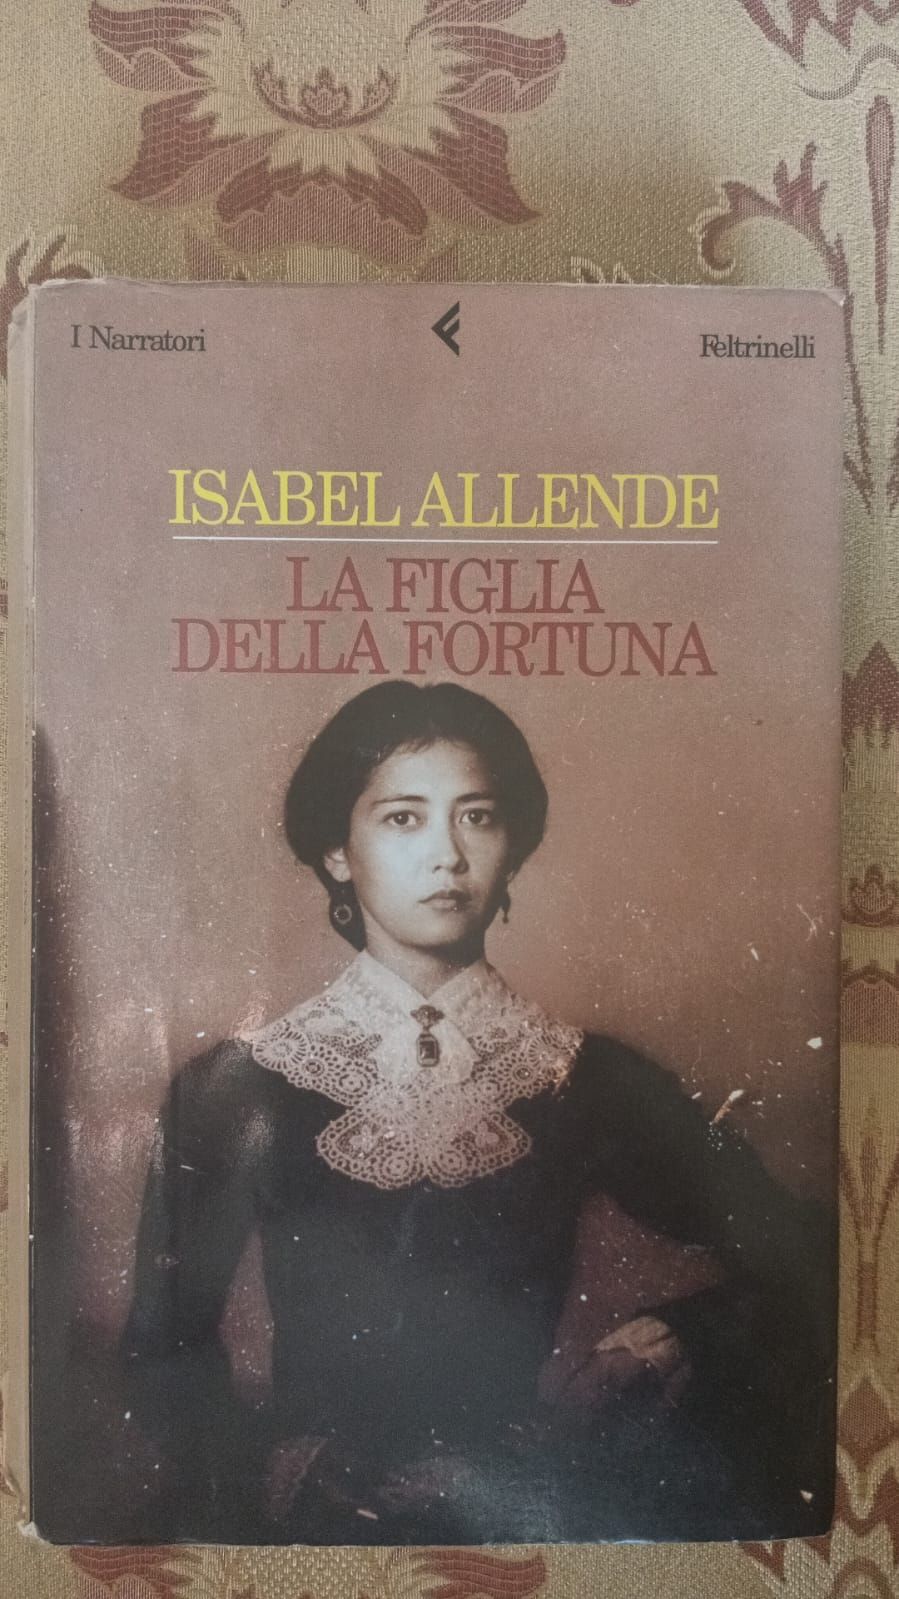 I Narratori
Feltrinelli
ISABEL ALLENDE
LA FIGLIA
DELLA FORTUNA